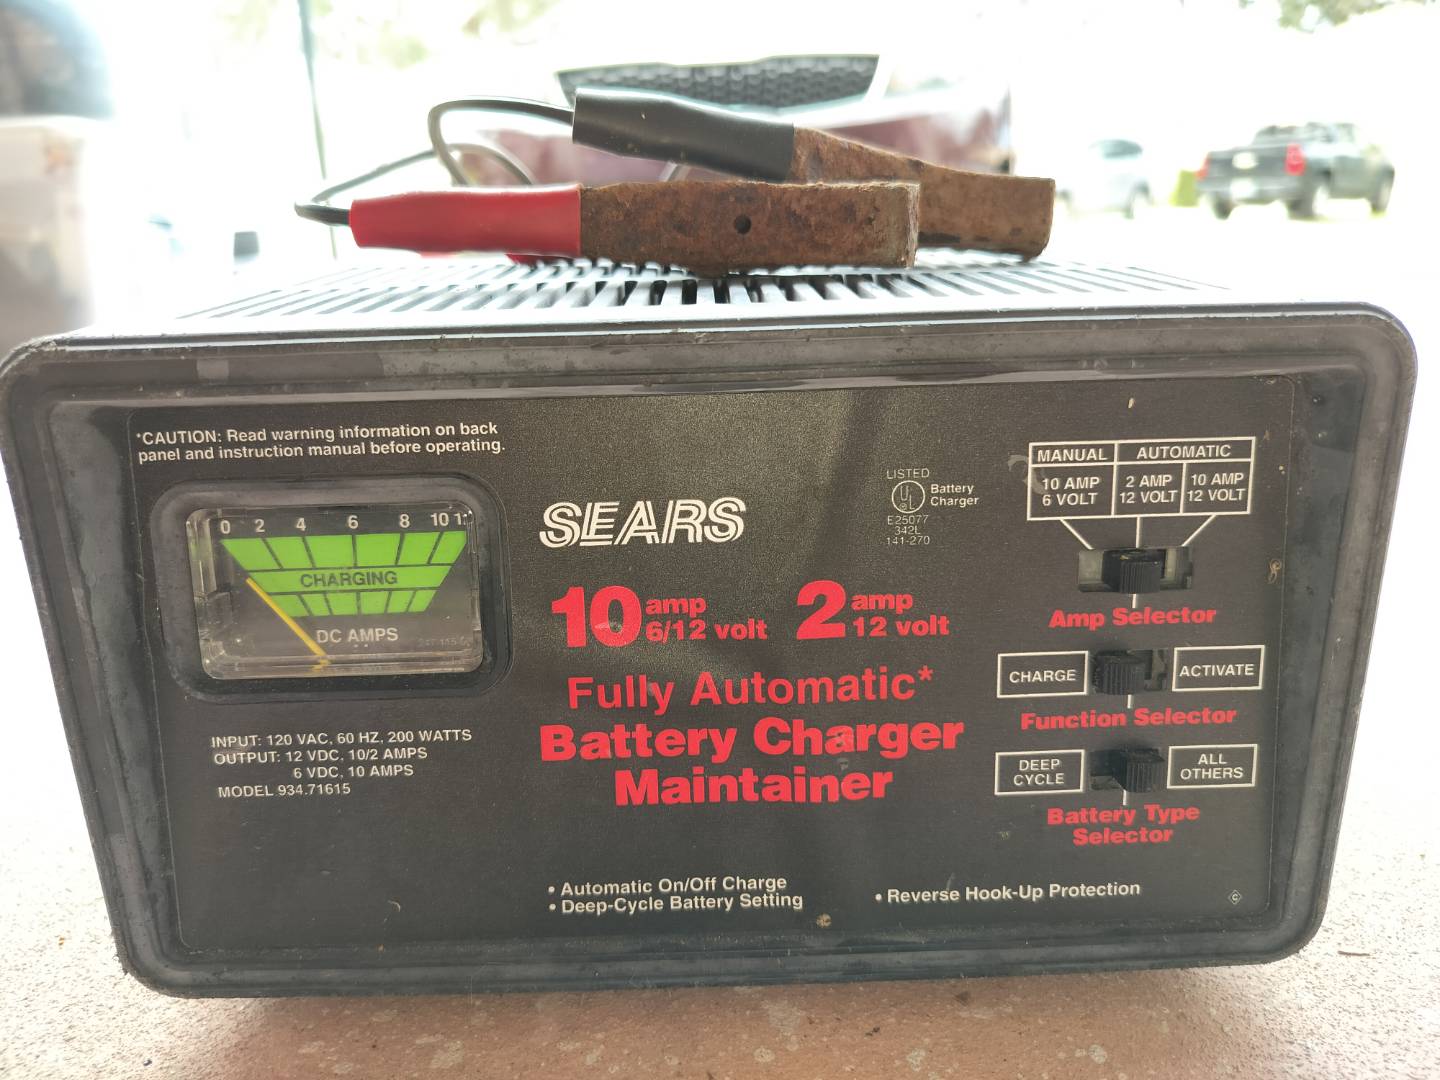 *CAUTION: Read warning information on back
panel and instruction manual before operating.
0 2 4 6 8 10
CHARGING
DC AMPS
INPUT: 120 VAC, 60 HZ, 200 WATTS
OUTPUT: 12 VDC, 10/2 AMPS
6 VDC, 10 AMPS
MODEL 934.71615
SEARS
10 amp 6/12 volt 2 amp 12 volt
Fully Automatic*
Battery Charger
Maintainer
• Automatic On/Off Charge
• Deep-Cycle Battery Setting
• Reverse Hook-Up Protection
LISTED
UL
Battery
Charger
E25077
342L
141-270
MANUAL AUTOMATIC
10 AMP 6 VOLT
2 AMP 12 VOLT
10 AMP 12 VOLT
Amp Selector
CHARGE ACTIVATE
Function Selector
DEEP CYCLE
ALL OTHERS
Battery Type
Selector
C